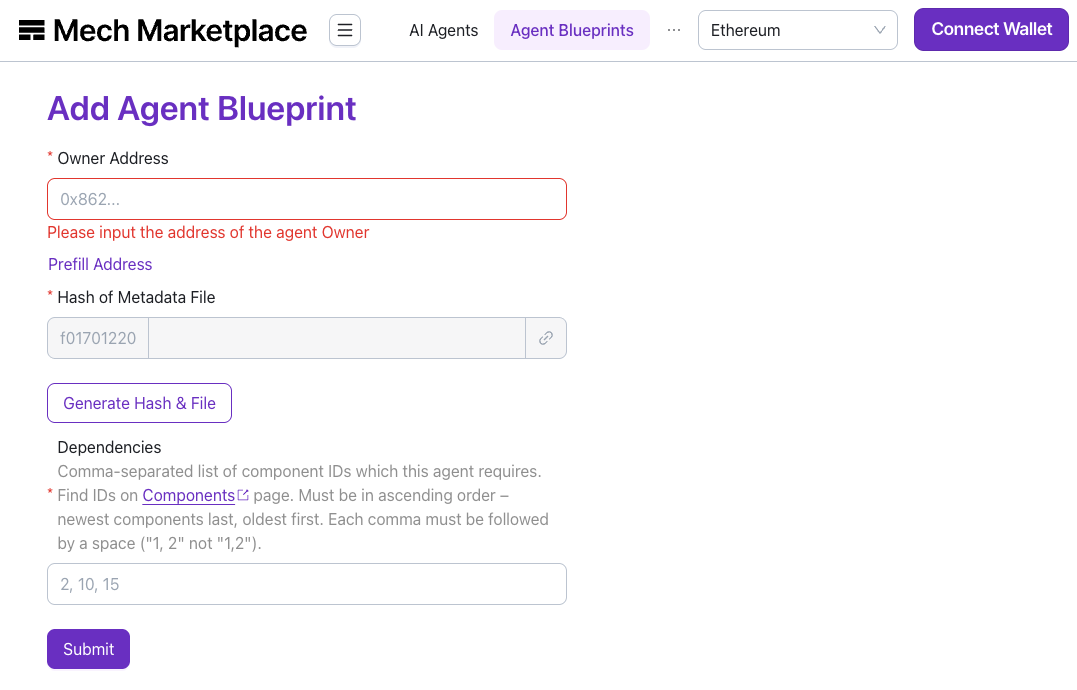 Mech Marketplace
AI Agents
Agent Blueprints
···
Ethereum
Connect Wallet
Add Agent Blueprint
* Owner Address
0x862...
Please input the address of the agent Owner
Prefill Address
* Hash of Metadata File
f01701220
Generate Hash & File
Dependencies
Comma-separated list of component IDs which this agent requires.
* Find IDs on Components page. Must be in ascending order –
newest components last, oldest first. Each comma must be followed
by a space ("1, 2" not "1,2").
2, 10, 15
Submit